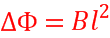 ΔΦ = Bl²